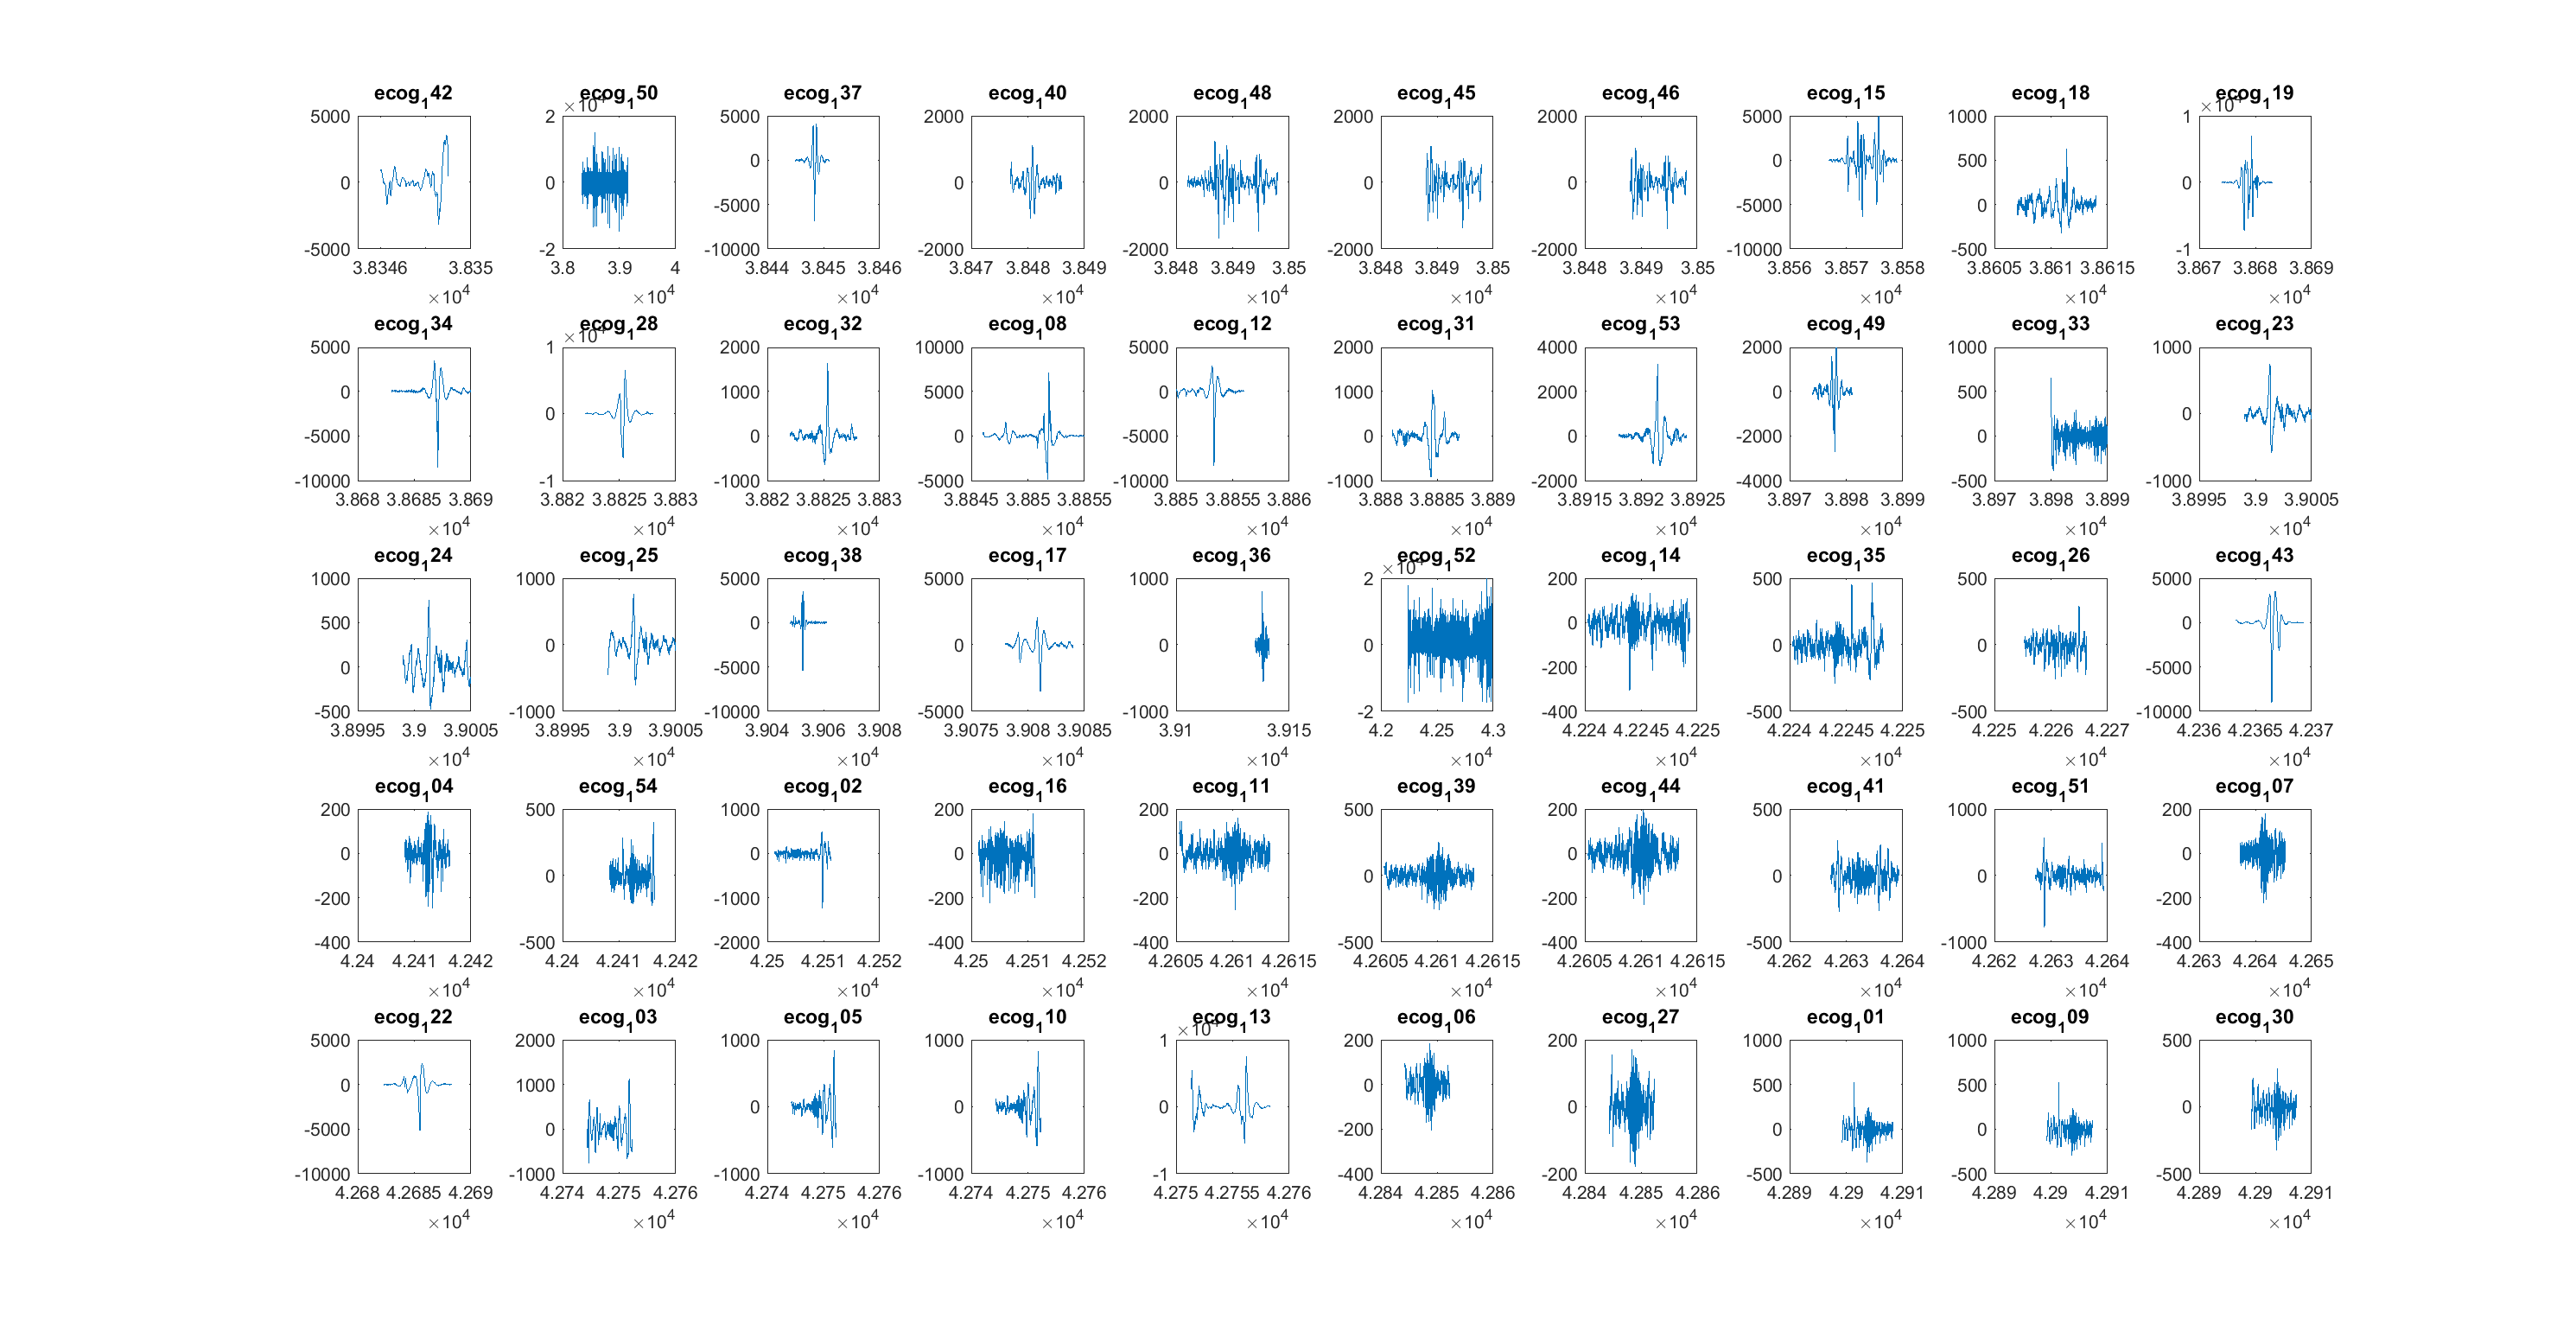 ecog₁42 ecog₁50 ecog₁37 ecog₁40 ecog₁48 ecog₁45 ecog₁46 ecog₁15 ecog₁18 ecog₁19
×10⁴ ×10⁴
5000 2 5000 2000 2000 2000 2000 5000 1000 1
0 500
0 0 0 0 0 0 0
-5000 -5000 0
-5000 -2 -10000 -2000 -2000 -2000 -2000 -10000 -500 -1
3.8346 3.835 3.8 3.9 4 3.844 3.845 3.846 3.847 3.848 3.849 3.848 3.849 3.85 3.848 3.849 3.85 3.848 3.849 3.85 3.856 3.857 3.858 3.8605 3.861 3.8615 3.867 3.868 3.869
×10⁴ ×10⁴ ×10⁴ ×10⁴ ×10⁴ ×10⁴ ×10⁴ ×10⁴ ×10⁴ ×10⁴
ecog₁34 ecog₁28 ecog₁32 ecog₁08 ecog₁12 ecog₁31 ecog₁53 ecog₁49 ecog₁33 ecog₁23
×10⁴
5000 1 2000 10000 5000 2000 4000 2000 1000 1000
0 1000 5000 0 1000 2000 0 500
0 0
-5000 0 0 -5000 0 0 -2000 0
-10000 -1 -1000 -5000 -10000 -1000 -2000 -4000 -500 -1000
3.868 3.8685 3.869 3.882 3.8825 3.883 3.882 3.8825 3.883 3.8845 3.885 3.8855 3.885 3.8855 3.886 3.888 3.8885 3.889 3.8915 3.892 3.8925 3.897 3.898 3.899 3.897 3.898 3.899 3.8995 3.9 3.9005
×10⁴ ×10⁴ ×10⁴ ×10⁴ ×10⁴ ×10⁴ ×10⁴ ×10⁴ ×10⁴ ×10⁴
ecog₁24 ecog₁25 ecog₁38 ecog₁17 ecog₁36 ecog₁52 ecog₁14 ecog₁35 ecog₁26 ecog₁43
×10⁴
1000 1000 5000 5000 1000 2 200 500 500 5000
500 0 0 0
0 0 0 0 0 0
0 -5000 -200 -5000
-500 -1000 -10000 -5000 -1000 -2 -400 -500 -500 -10000
3.8995 3.9 3.9005 3.8995 3.9 3.9005 3.904 3.906 3.908 3.9075 3.908 3.9085 3.91 3.915 4.2 4.25 4.3 4.224 4.2245 4.225 4.224 4.2245 4.225 4.225 4.226 4.227 4.236 4.2365 4.237
×10⁴ ×10⁴ ×10⁴ ×10⁴ ×10⁴ ×10⁴ ×10⁴ ×10⁴ ×10⁴ ×10⁴
ecog₁04 ecog₁54 ecog₁02 ecog₁16 ecog₁11 ecog₁39 ecog₁44 ecog₁41 ecog₁51 ecog₁07
200 500 1000 200 200 500 200 500 1000 200
0 0 0 0 0 0
0 0 0 0
-200 -1000 -200 -200 -200 -200
-400 -500 -2000 -400 -400 -500 -400 -500 -1000 -400
4.24 4.241 4.242 4.24 4.241 4.242 4.25 4.251 4.252 4.25 4.251 4.252 4.2605 4.261 4.2615 4.2605 4.261 4.2615 4.2605 4.261 4.2615 4.262 4.263 4.264 4.262 4.263 4.264 4.263 4.264 4.265
×10⁴ ×10⁴ ×10⁴ ×10⁴ ×10⁴ ×10⁴ ×10⁴ ×10⁴ ×10⁴ ×10⁴
ecog₁22 ecog₁03 ecog₁05 ecog₁10 ecog₁13 ecog₁06 ecog₁27 ecog₁01 ecog₁09 ecog₁30
×10⁴
5000 2000 1000 1000 1 200 200 1000 1000 500
0 1000 0 500 500
0 0 0 0 0
-5000 0 -200 0 0
-10000 -1000 -1000 -1000 -1 -400 -200 -500 -500 -500
4.268 4.2685 4.269 4.274 4.275 4.276 4.274 4.275 4.276 4.274 4.275 4.276 4.275 4.2755 4.276 4.284 4.285 4.286 4.284 4.285 4.286 4.289 4.29 4.291 4.289 4.29 4.291 4.289 4.29 4.291
×10⁴ ×10⁴ ×10⁴ ×10⁴ ×10⁴ ×10⁴ ×10⁴ ×10⁴ ×10⁴ ×10⁴